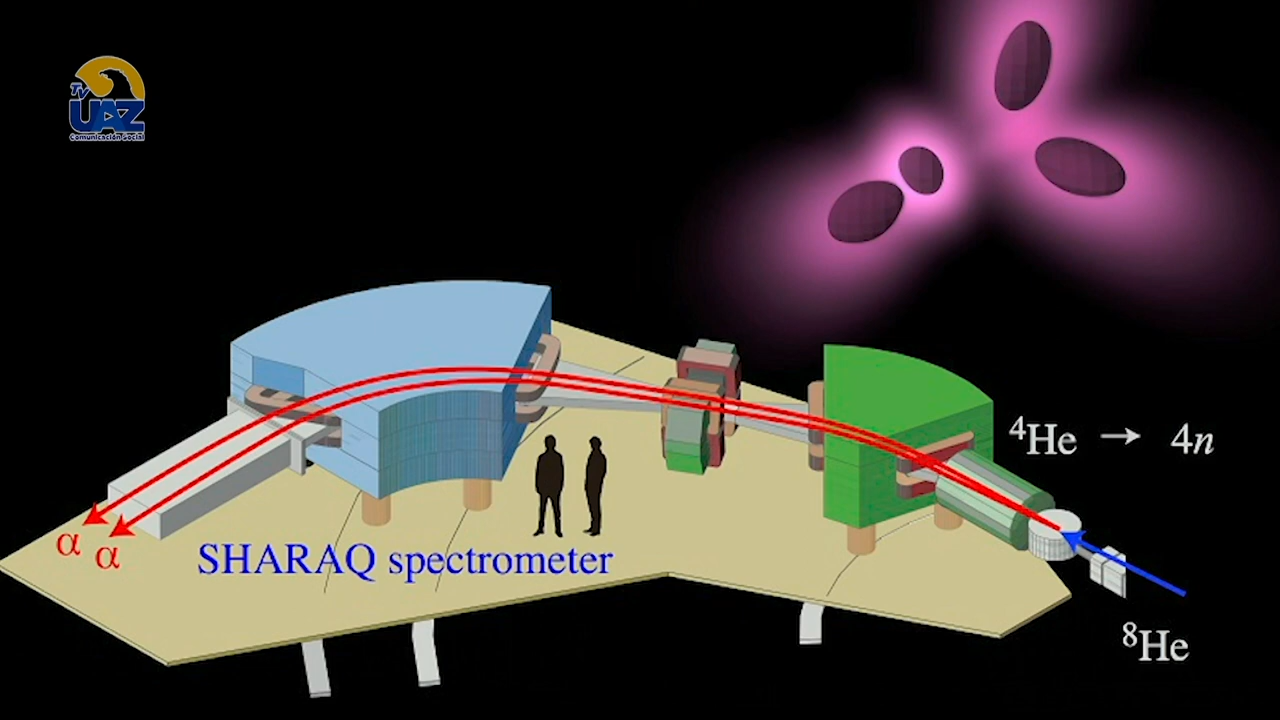 TV
UAZ
Comunicación Social
⁴He → 4n
α α
SHARAQ spectrometer
⁸He